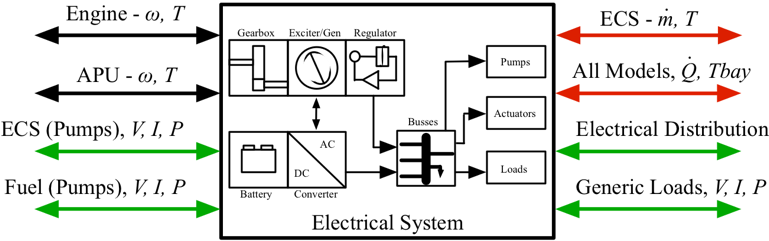 Engine - ω, T
APU - ω, T
ECS (Pumps), V, I, P
Fuel (Pumps), V, I, P
Gearbox Exciter/Gen Regulator
Battery
DC
AC
Converter
Busses
Pumps
Actuators
Loads
Electrical System
ECS - ṁ, T
All Models, Q̇, Tbay
Electrical Distribution
Generic Loads, V, I, P